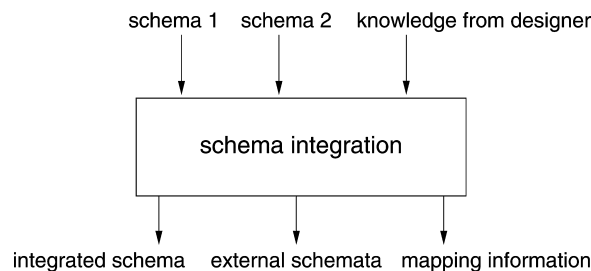 schema 1 schema 2 knowledge from designer
schema integration
integrated schema external schemata mapping information